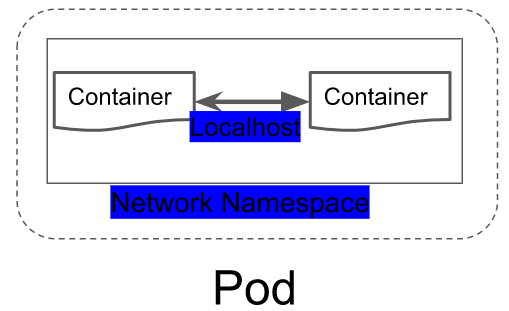 Container
Container
Localhost
Network Namespace
Pod